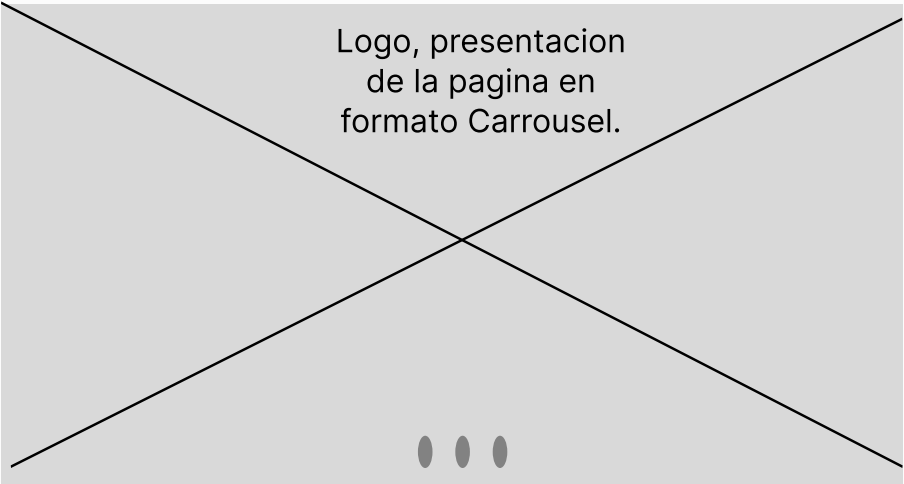 Logo, presentacion
de la pagina en
formato Carrousel.